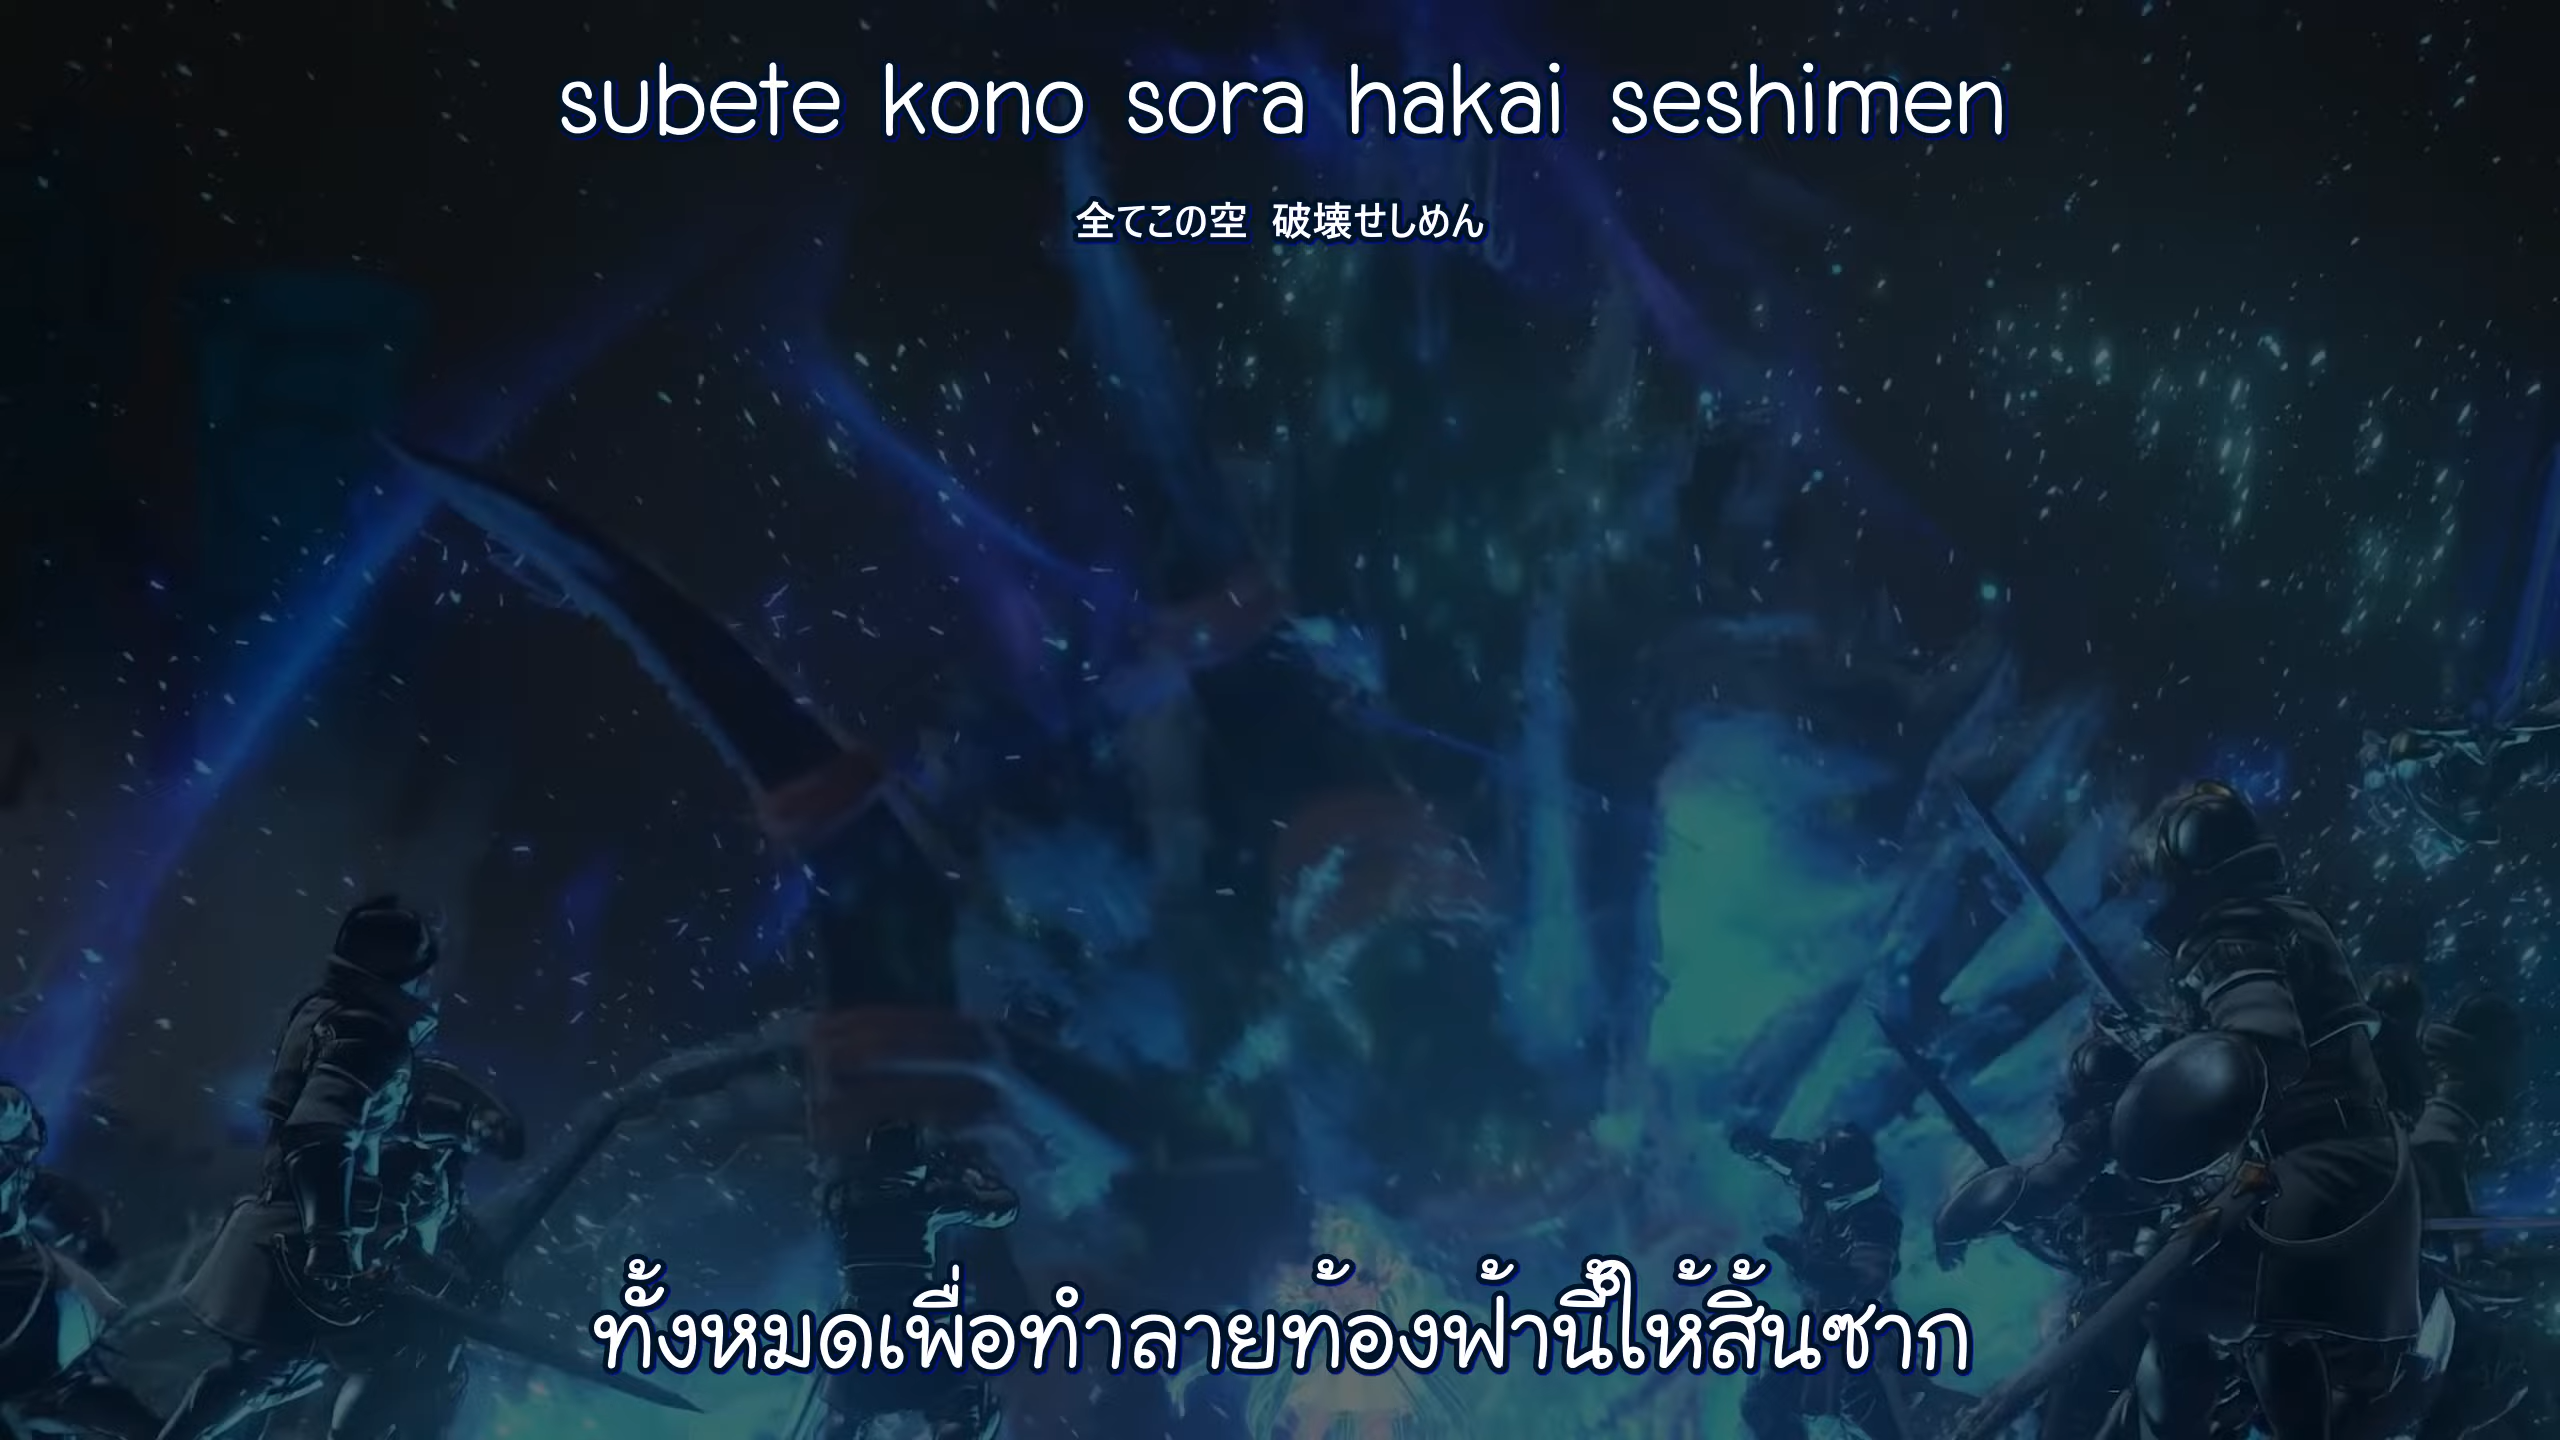 subete kono sora hakai seshimen
全てこの空 破壊せしめん
ทั้งหมดเพื่อทำลายท้องฟ้านี้ให้สิ้นซาก